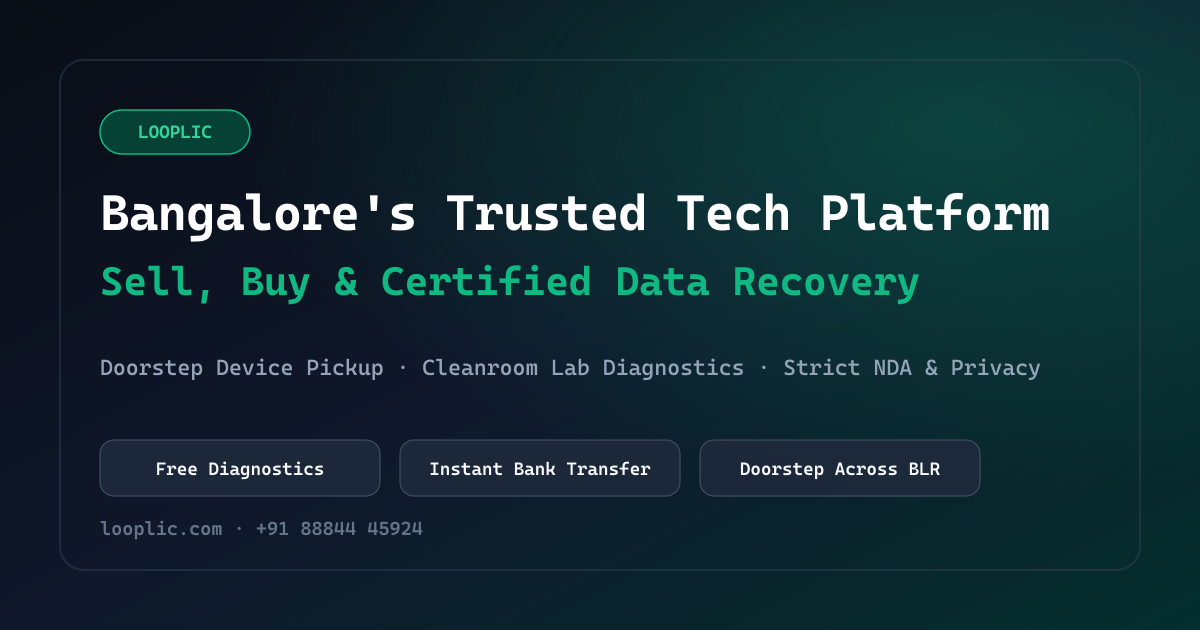 LOOPLIC
Bangalore's Trusted Tech Platform
Sell, Buy & Certified Data Recovery
Doorstep Device Pickup · Cleanroom Lab Diagnostics · Strict NDA & Privacy
Free Diagnostics
Instant Bank Transfer
Doorstep Across BLR
looplic.com · +91 88844 45924